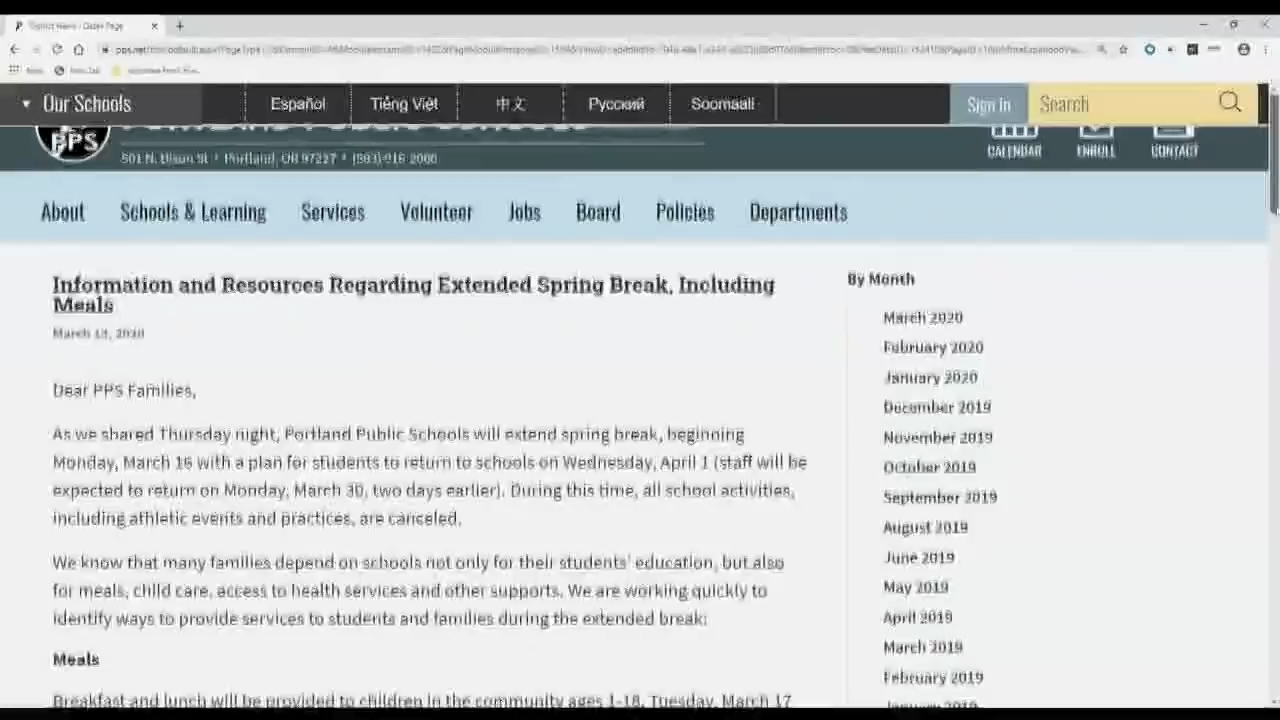 Our Schools
Español
Tiếng Việt
中文
Русский
Soomaali
Sign In
Search
PPS
Portland, OR 97227
CALENDAR
ENROLL
CONTACT
About
Schools & Learning
Services
Volunteer
Jobs
Board
Policies
Departments
Information and Resources Regarding Extended Spring Break, Including
Meals
March 13, 2020
Dear PPS Families,
As we shared Thursday night, Portland Public Schools will extend spring break, beginning
Monday, March 16 with a plan for students to return to schools on Wednesday, April 1 (staff will be
expected to return on Monday, March 30, two days earlier). During this time, all school activities,
including athletic events and practices, are canceled.
We know that many families depend on schools not only for their students' education, but also
for meals, child care, access to health services and other supports. We are working quickly to
identify ways to provide services to students and families during the extended break:
Meals
Breakfast and lunch will be provided to children in the community ages 1-18, Tuesday, March 17
By Month
March 2020
February 2020
January 2020
December 2019
November 2019
October 2019
September 2019
August 2019
June 2019
May 2019
April 2019
March 2019
February 2019
January 2019